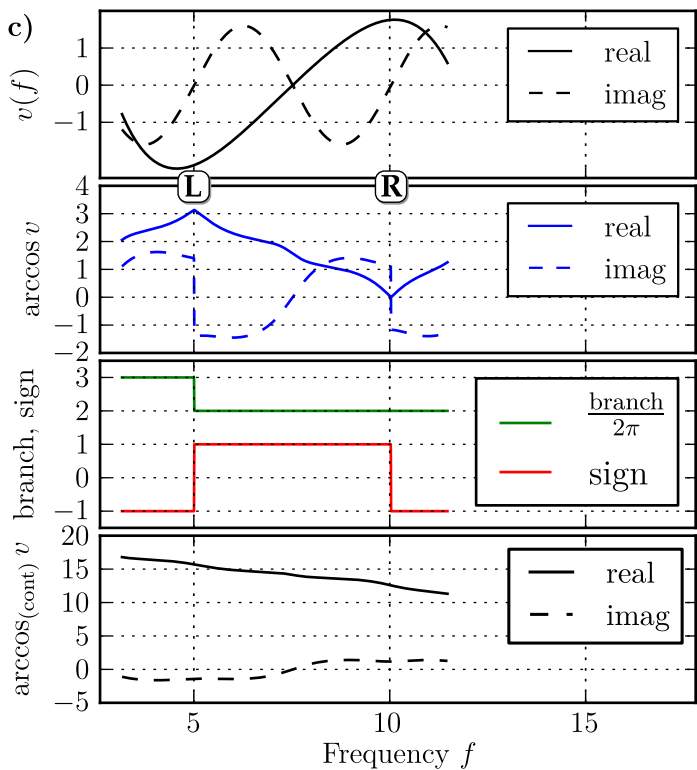 c)
v(f)
1
0
−1
real
imag
L
R
arccos v
4
3
2
1
0
−1
−2
real
imag
branch, sign
3
2
1
0
−1
branch
2π
sign
arccos(cont) v
20
15
10
5
0
−5
real
imag
5
10
15
Frequency f